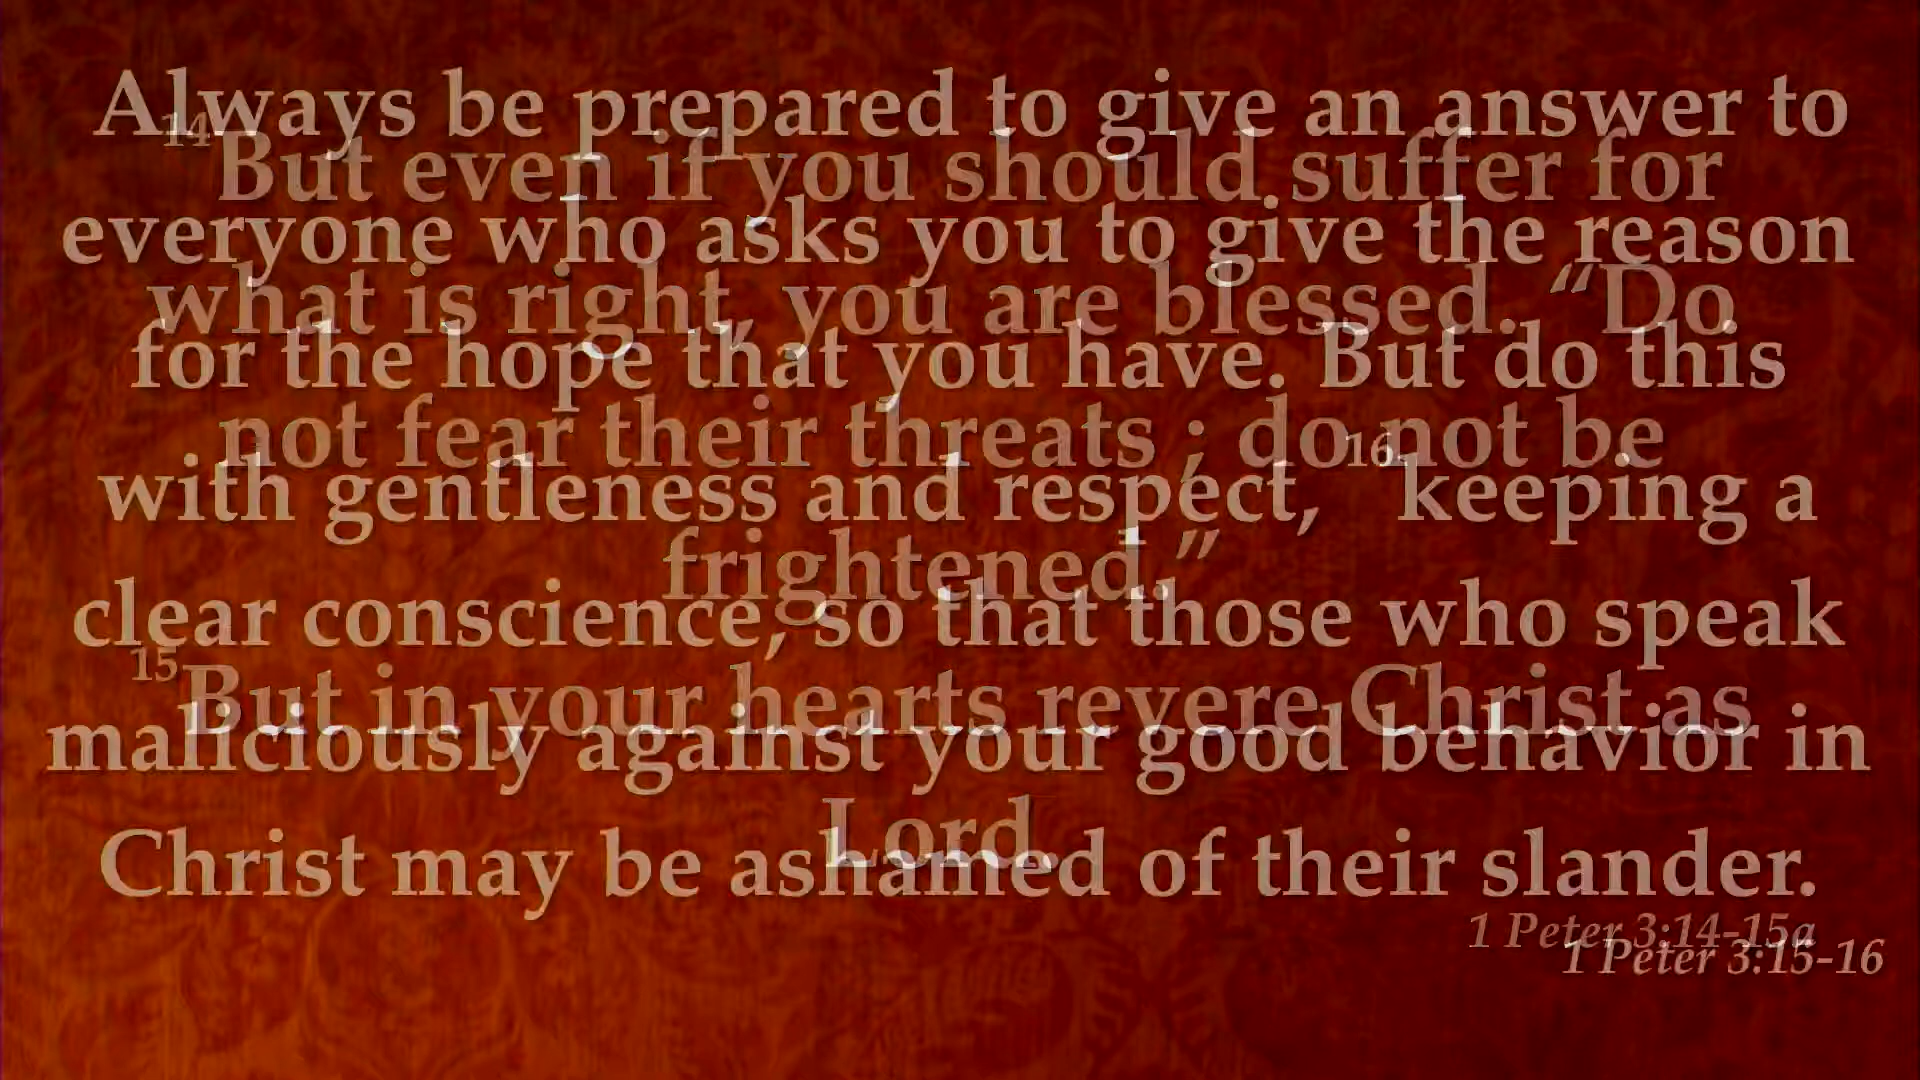 14 But even if you should suffer for
what is right, you are blessed. “Do
not fear their threats ; do not be
frightened.”
15 But in your hearts revere Christ as
Lord.
1 Peter 3:14-15a
Always be prepared to give an answer to
everyone who asks you to give the reason
for the hope that you have. But do this
with gentleness and respect, 16 keeping a
clear conscience, so that those who speak
maliciously against your good behavior in
Christ may be ashamed of their slander.
1 Peter 3:15-16